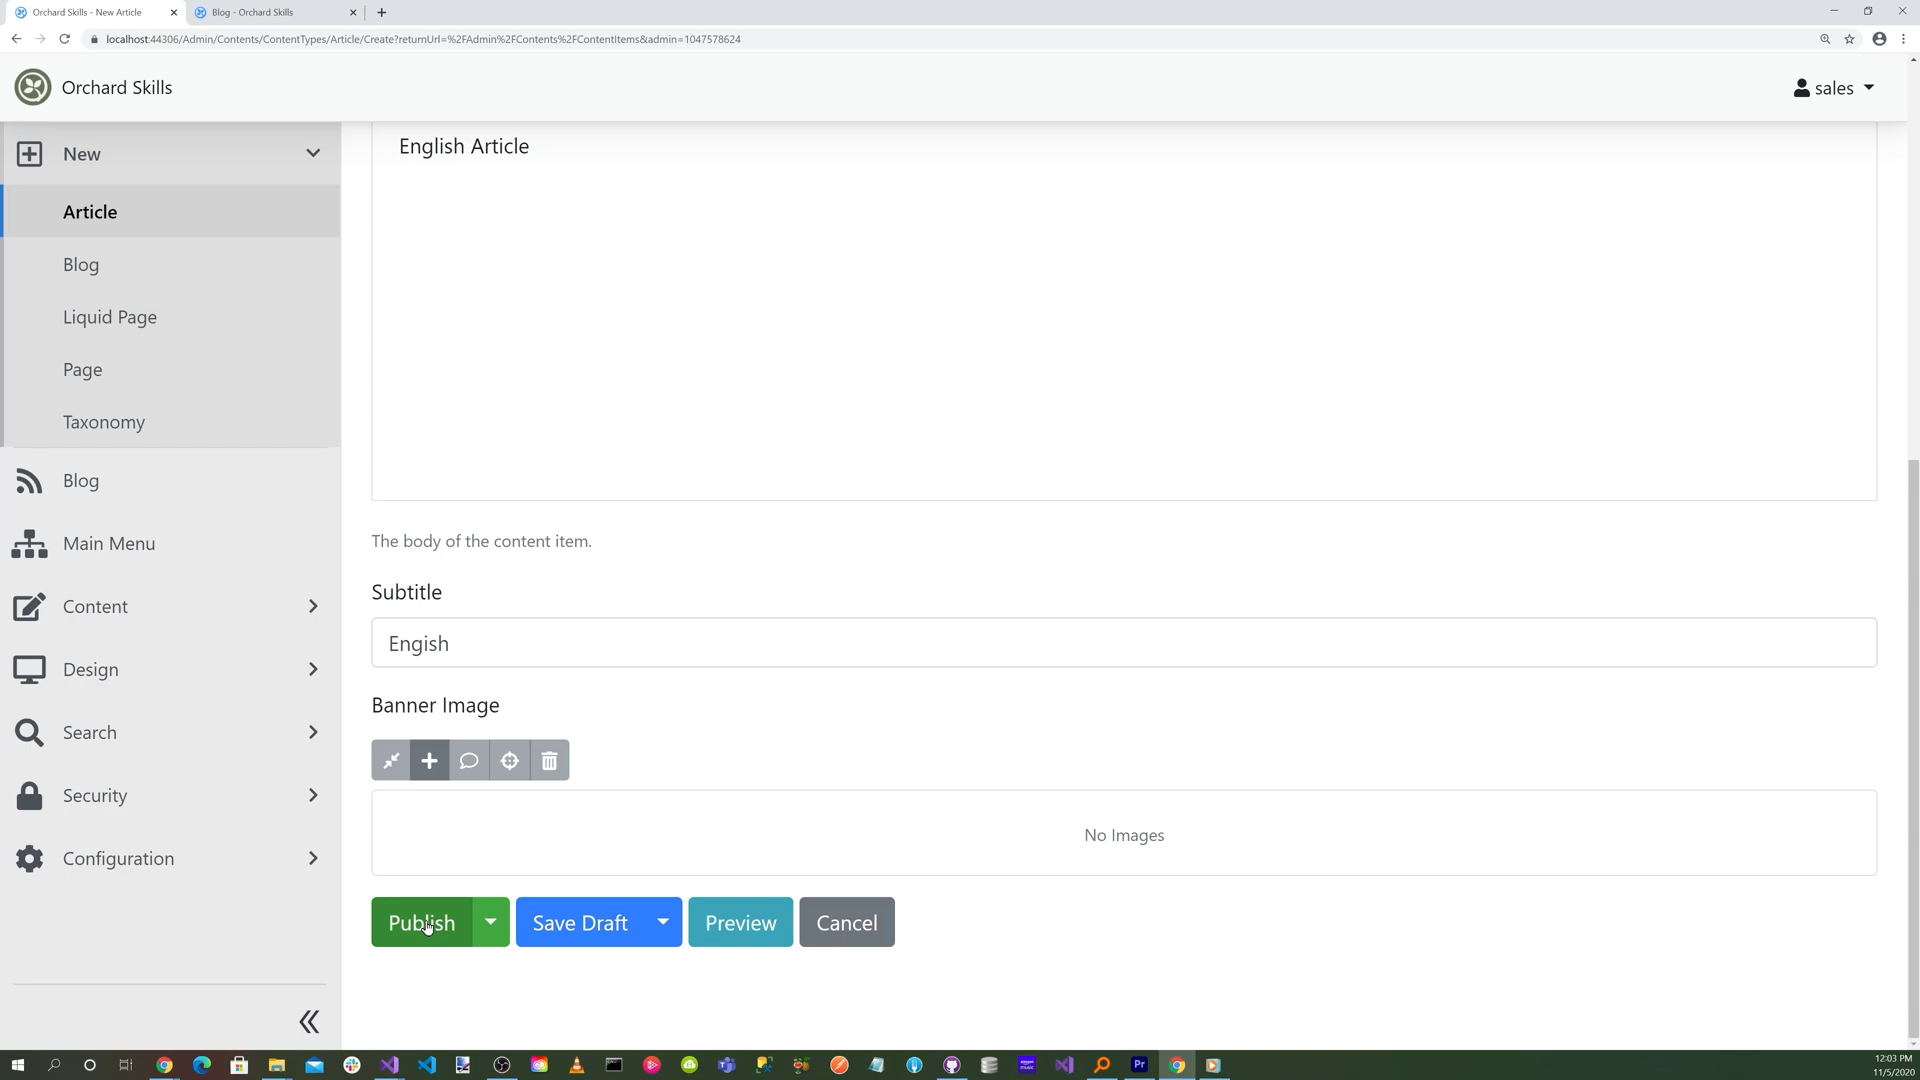 Orchard Skills - New Article
Blog - Orchard Skills
localhost:44306/Admin/Contents/ContentTypes/Article/Create?returnUrl=%2FAdmin%2FContents%2FContentItems&admin=1047578624
Orchard Skills
sales
New
Article
Blog
Liquid Page
Page
Taxonomy
Blog
Main Menu
Content
Design
Search
Security
Configuration
English Article
The body of the content item.
Subtitle
Engish
Banner Image
No Images
Publish
Save Draft
Preview
Cancel
12:03 PM
11/5/2020